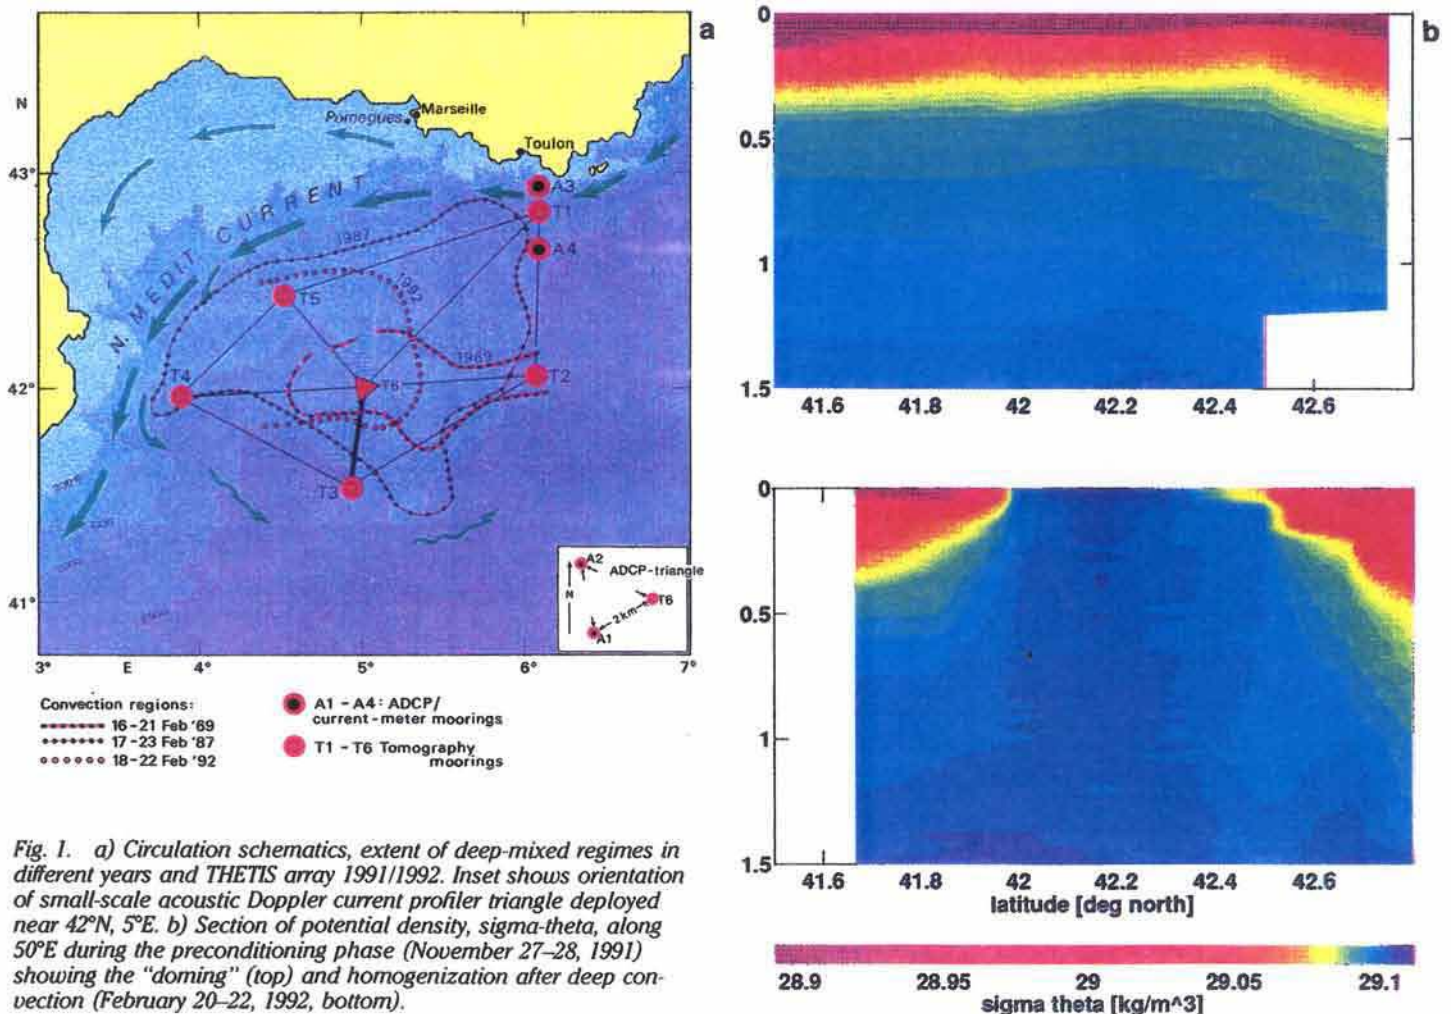 a
N
Marseille
Pomegues
Toulon
43°
A3
T1
A4
N. MEDIT. CURRENT
1987
1992
T5
1969
42°
T4
T6
T2
T3
41°
A2
ADCP-triangle
N
T6
2km
A1
3° E 4° 5° 6° 7°
Convection regions:
16-21 Feb '69
17-23 Feb '87
18-22 Feb '92
A1 - A4: ADCP/
current-meter moorings
T1 - T6 Tomography
moorings
Fig. 1. a) Circulation schematics, extent of deep-mixed regimes in
different years and THETIS array 1991/1992. Inset shows orientation
of small-scale acoustic Doppler current profiler triangle deployed
near 42°N, 5°E. b) Section of potential density, sigma-theta, along
50°E during the preconditioning phase (November 27–28, 1991)
showing the "doming" (top) and homogenization after deep con-
vection (February 20–22, 1992, bottom).
b
0
0.5
1
1.5
41.6 41.8 42 42.2 42.4 42.6
0
0.5
1
1.5
41.6 41.8 42 42.2 42.4 42.6
latitude [deg north]
28.9 28.95 29 29.05 29.1
sigma theta [kg/m^3]